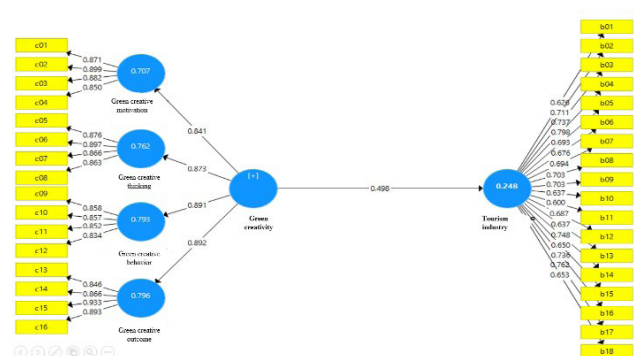 c01
c02
c03
c04
c05
c06
c07
c08
c09
c10
c11
c12
c13
c14
c15
c16
0.871
0.899
0.882
0.850
0.876
0.897
0.866
0.863
0.858
0.857
0.852
0.834
0.846
0.866
0.933
0.893
0.707
Green creative
motivation
0.762
Green creative
thinking
0.793
Green creative
behavior
0.796
Green creative
outcome
0.841
0.873
0.891
0.892
[+]
Green
creativity
0.498
0.248
Tourism
industry
0.626
0.711
0.737
0.798
0.693
0.676
0.694
0.703
0.703
0.637
0.600
0.687
0.637
0.748
0.650
0.736
0.762
0.653
b01
b02
b03
b04
b05
b06
b07
b08
b09
b10
b11
b12
b13
b14
b15
b16
b17
b18